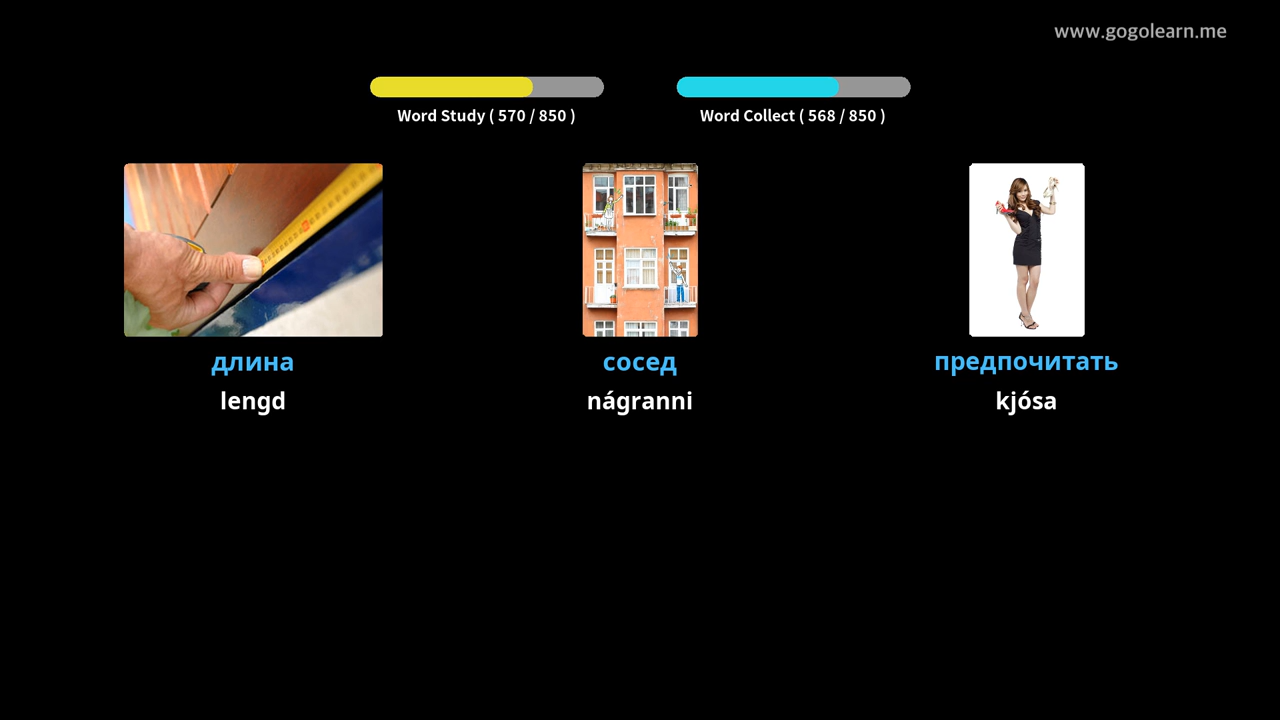 www.gogolearn.me
Word Study ( 570 / 850 )
Word Collect ( 568 / 850 )
длина
сосед
предпочитать
lengd
nágranni
kjósa